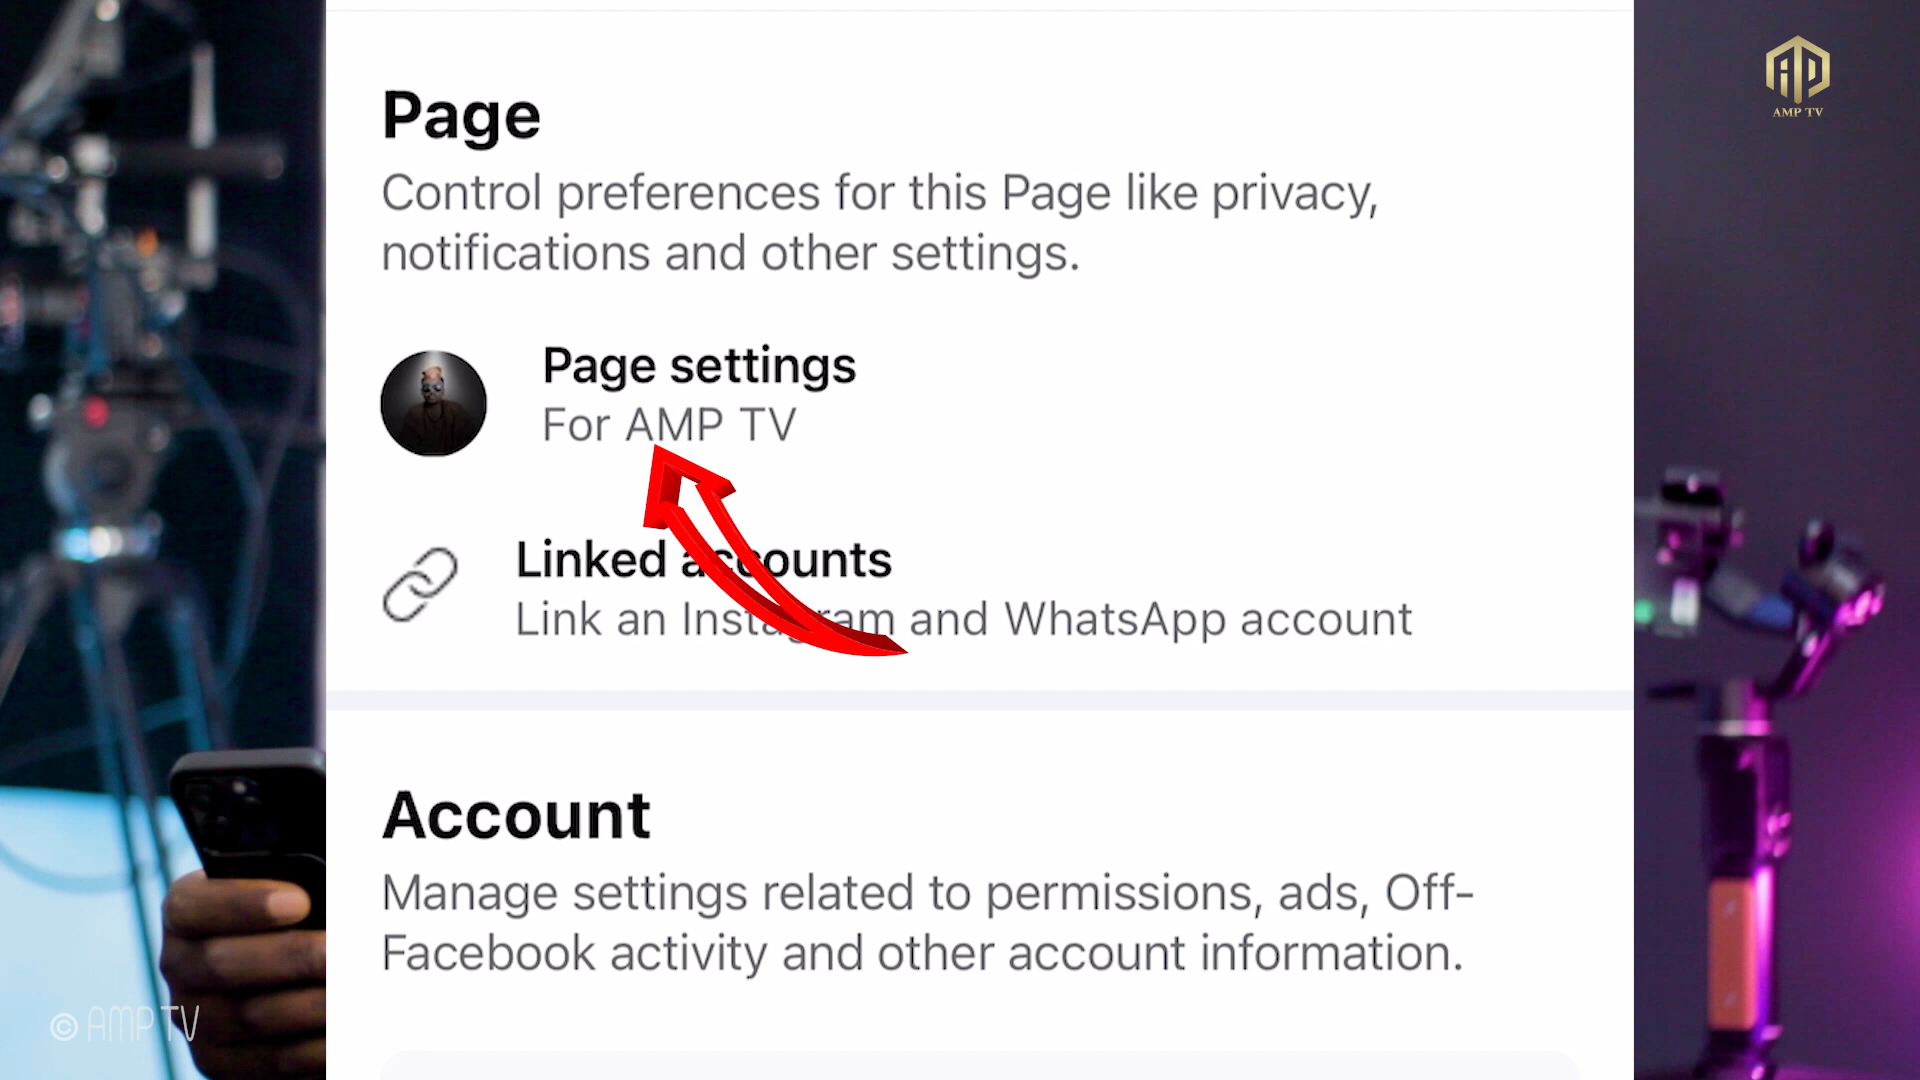 AMP TV
Page
Control preferences for this Page like privacy,
notifications and other settings.
Page settings
For AMP TV
Linked accounts
Link an Instagram and WhatsApp account
Account
Manage settings related to permissions, ads, Off-
Facebook activity and other account information.
© AMP TV